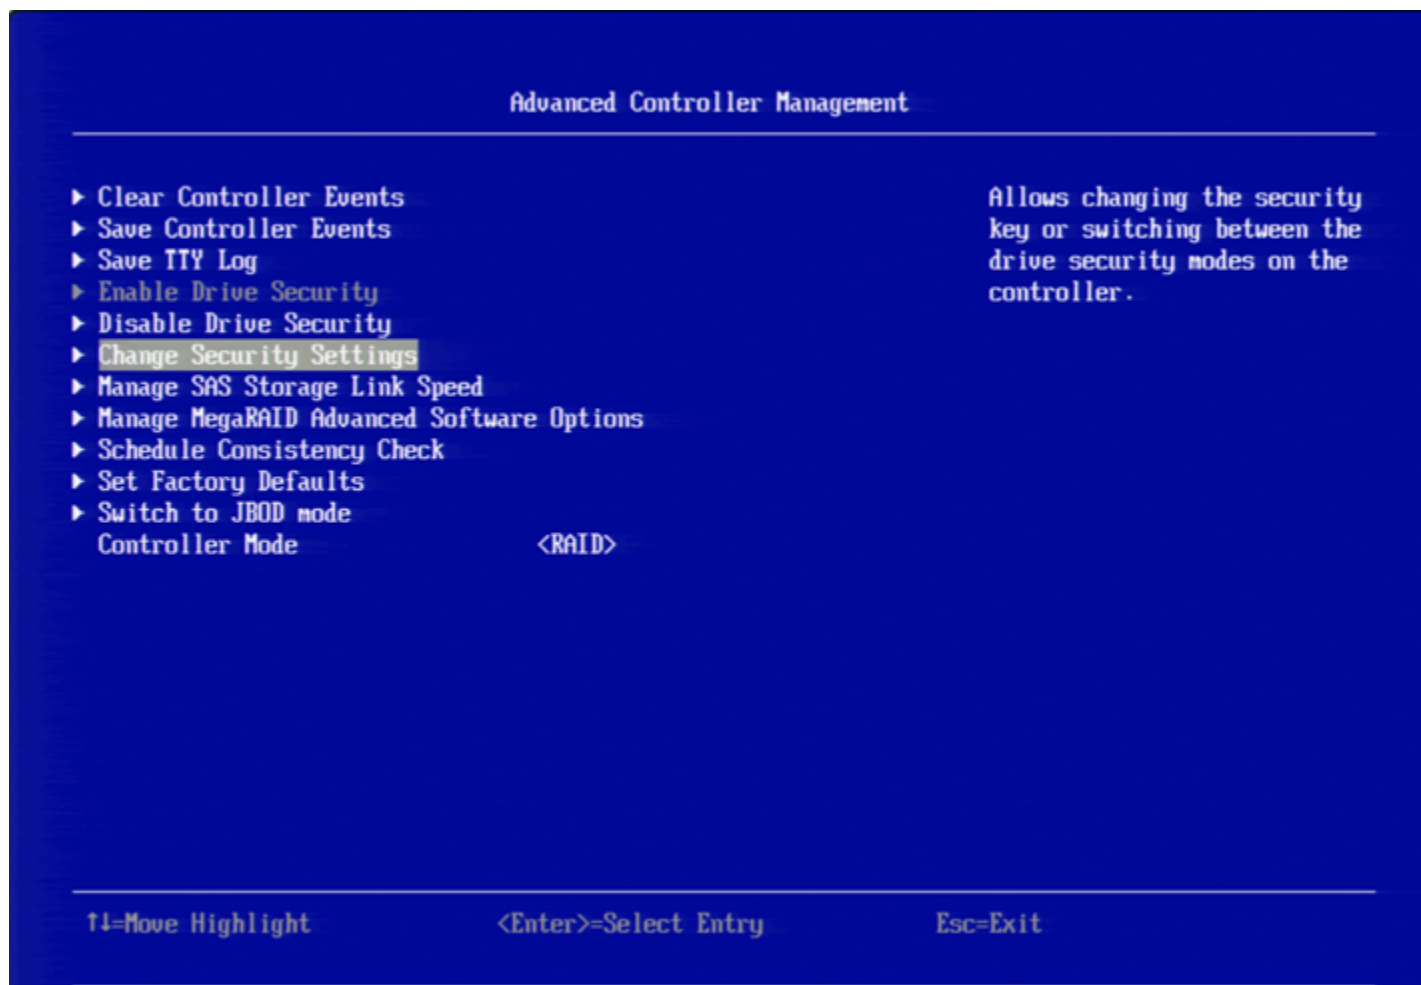 Advanced Controller Management
▶ Clear Controller Events
▶ Save Controller Events
▶ Save TTY Log
▶ Enable Drive Security
▶ Disable Drive Security
▶ Change Security Settings
▶ Manage SAS Storage Link Speed
▶ Manage MegaRAID Advanced Software Options
▶ Schedule Consistency Check
▶ Set Factory Defaults
▶ Switch to JBOD mode
Controller Mode <RAID>
Allows changing the security
key or switching between the
drive security modes on the
controller.
↑↓=Move Highlight <Enter>=Select Entry Esc=Exit